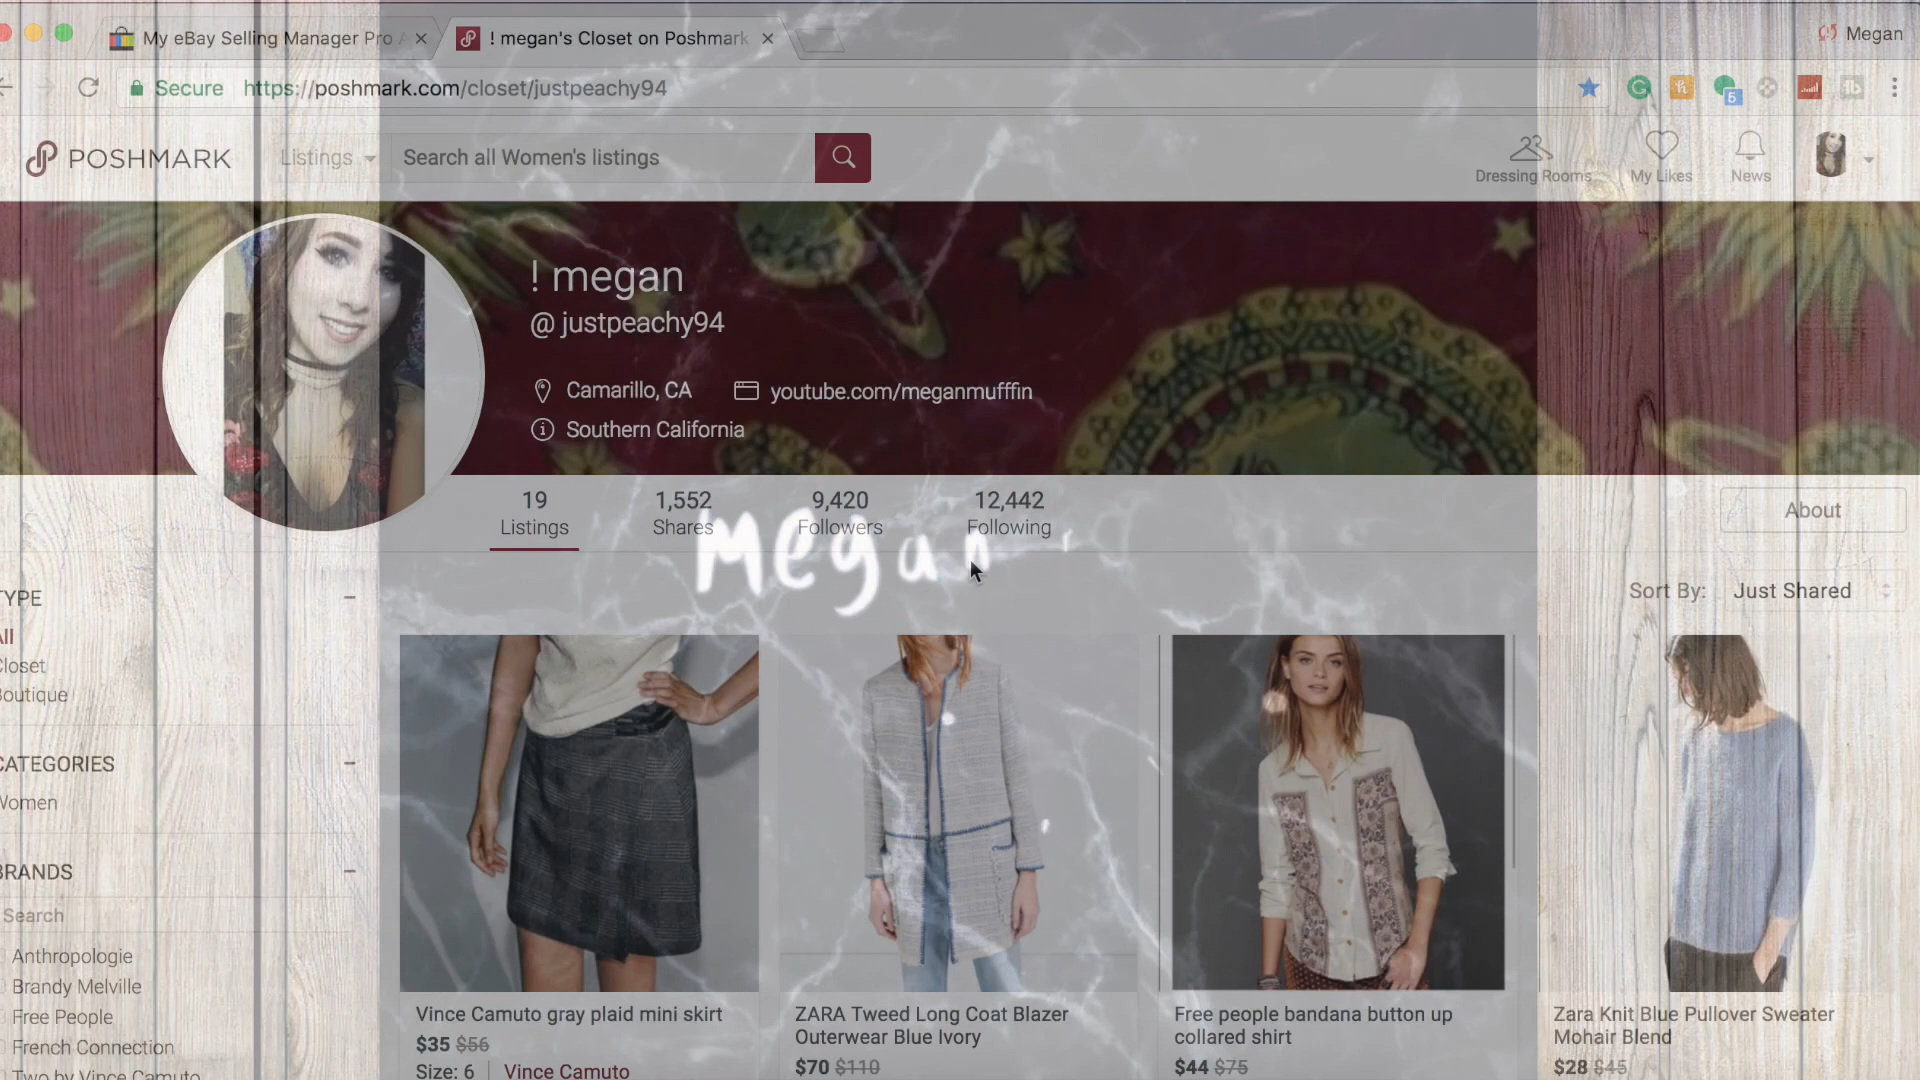 My eBay Selling Manager Pro A
! megan's Closet on Poshmark
Megan
Secure https://poshmark.com/closet/justpeachy94
5
POSHMARK
Listings
Search all Women's listings
Dressing Rooms
My Likes
News
! megan
@ justpeachy94
Camarillo, CA
youtube.com/meganmufffin
Southern California
19 1,552 9,420 12,442
Listings Shares Followers Following
About
megan
Sort By: Just Shared
TYPE
All
Closet
Boutique
CATEGORIES
Women
BRANDS
Search
Anthropologie
Brandy Melville
Free People
French Connection
Two by Vince Camuto
Vince Camuto gray plaid mini skirt
$35 $56
Size: 6 | Vince Camuto
ZARA Tweed Long Coat Blazer
Outerwear Blue Ivory
$70 $110
Free people bandana button up
collared shirt
$44 $75
Zara Knit Blue Pullover Sweater
Mohair Blend
$28 $45